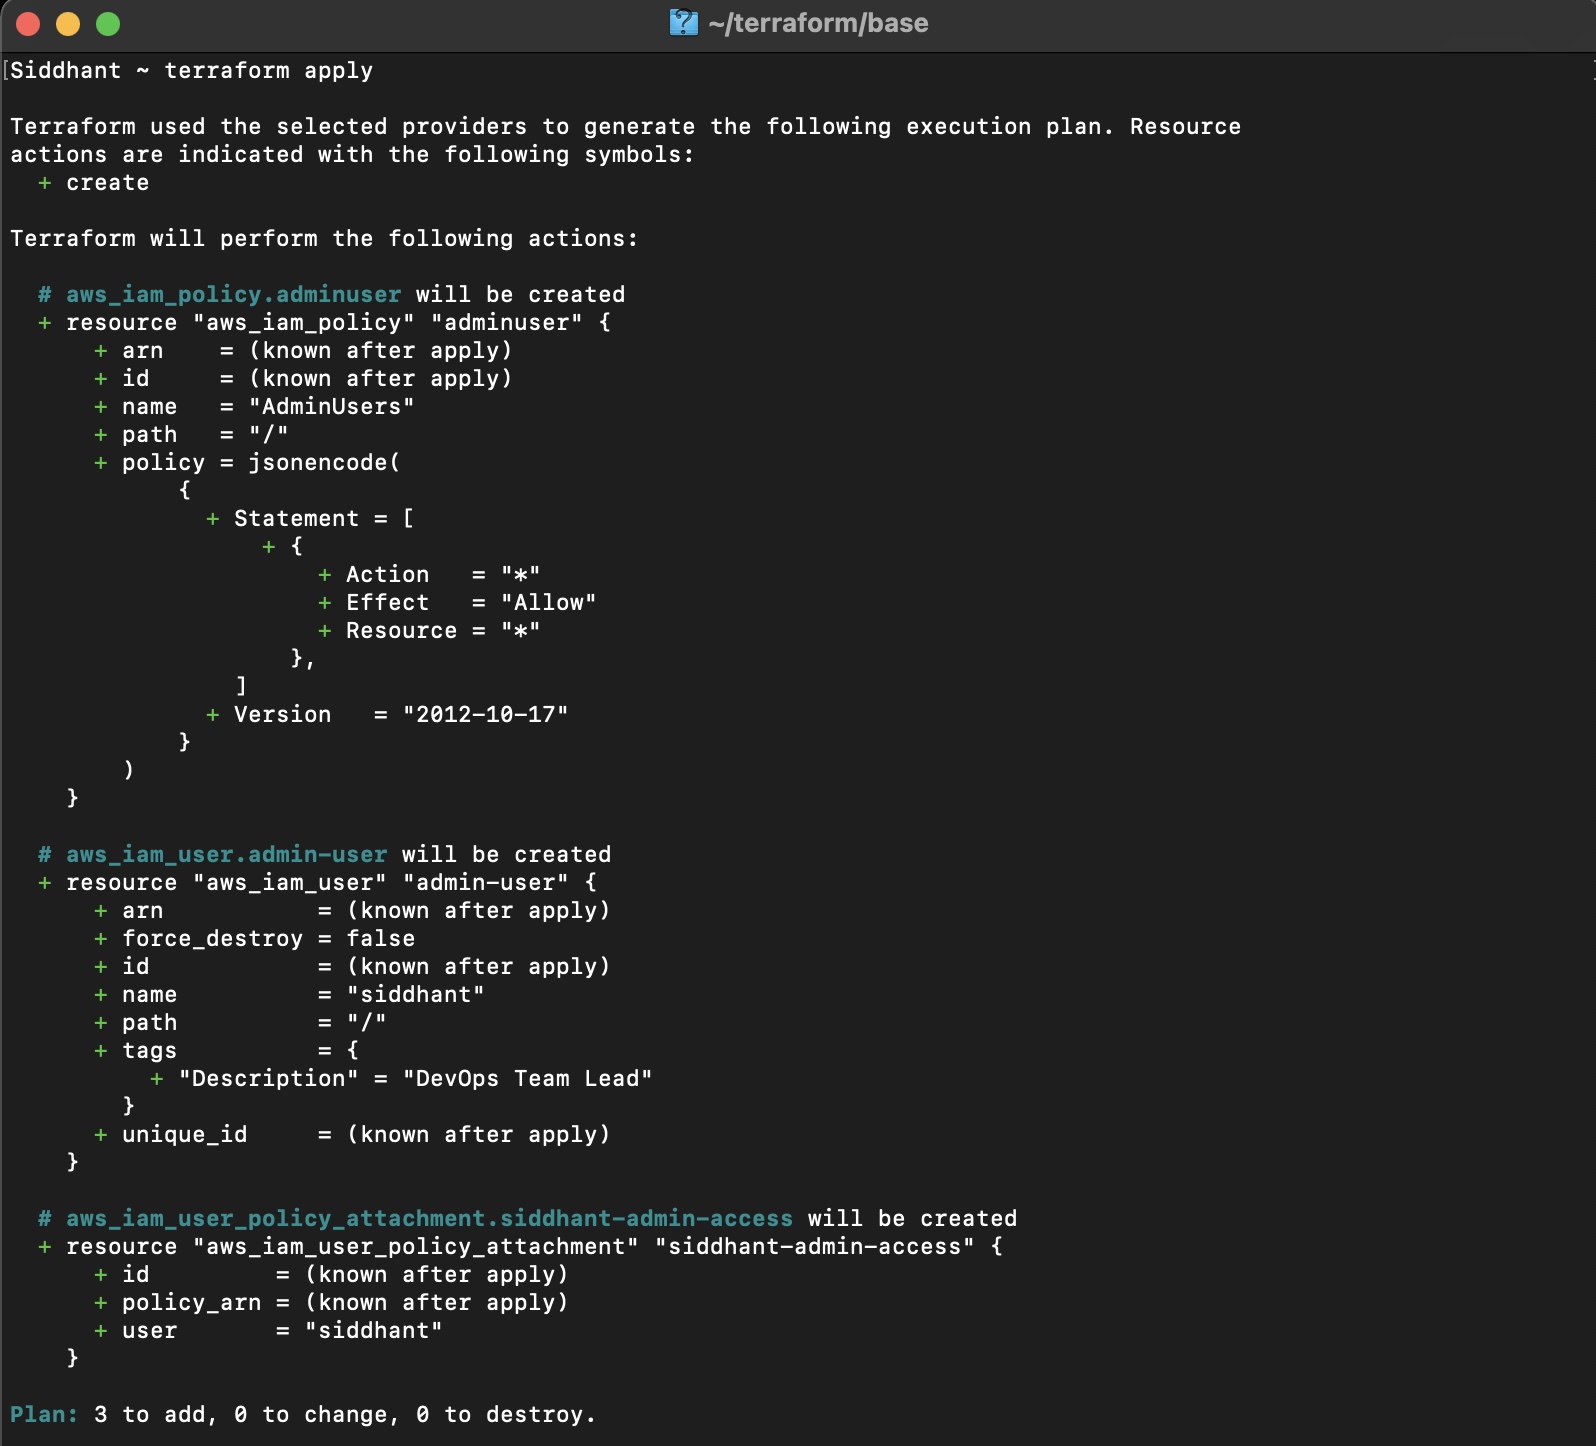 ~/terraform/base
Siddhant ~ terraform apply
Terraform used the selected providers to generate the following execution plan. Resource
actions are indicated with the following symbols:
  + create
Terraform will perform the following actions:
  # aws_iam_policy.adminuser will be created
  + resource "aws_iam_policy" "adminuser" {
      + arn    = (known after apply)
      + id     = (known after apply)
      + name   = "AdminUsers"
      + path   = "/"
      + policy = jsonencode(
            {
              + Statement = [
                  + {
                      + Action   = "*"
                      + Effect   = "Allow"
                      + Resource = "*"
                    },
                ]
              + Version   = "2012-10-17"
            }
        )
    }
  # aws_iam_user.admin-user will be created
  + resource "aws_iam_user" "admin-user" {
      + arn           = (known after apply)
      + force_destroy = false
      + id            = (known after apply)
      + name          = "siddhant"
      + path          = "/"
      + tags          = {
          + "Description" = "DevOps Team Lead"
        }
      + unique_id     = (known after apply)
    }
  # aws_iam_user_policy_attachment.siddhant-admin-access will be created
  + resource "aws_iam_user_policy_attachment" "siddhant-admin-access" {
      + id         = (known after apply)
      + policy_arn = (known after apply)
      + user       = "siddhant"
    }
Plan: 3 to add, 0 to change, 0 to destroy.